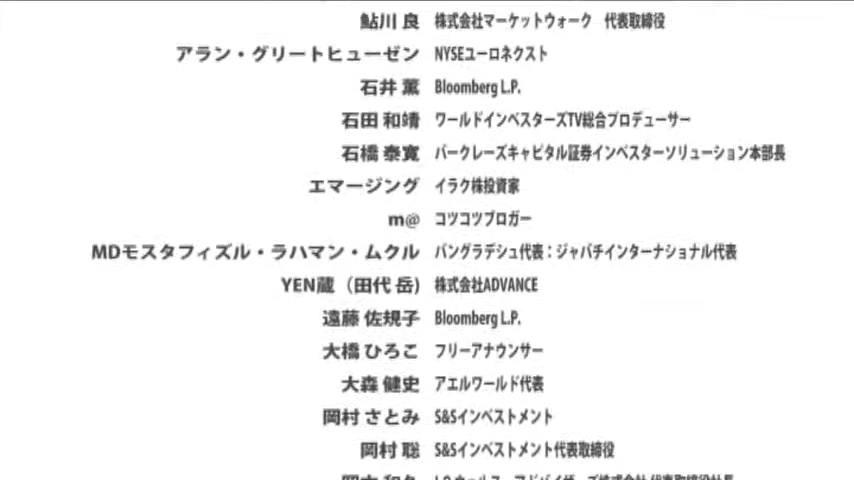 鮎川 良 株式会社マーケットウォーク 代表取締役
アラン・グリートヒューゼン NYSEユーロネクスト
石井 薫 Bloomberg L.P.
石田 和靖 ワールドインベスターズTV総合プロデューサー
石橋 泰寛 バークレーズキャピタル証券インベスターソリューション本部長
エマージング イラク株投資家
m@ コツコツブロガー
MDモスタフィズル・ラハマン・ムクル バングラデシュ代表：ジャパチインターナショナル代表
YEN蔵（田代 岳） 株式会社ADVANCE
遠藤 佐規子 Bloomberg L.P.
大橋 ひろこ フリーアナウンサー
大森 健史 アエルワールド代表
岡村 さとみ S&Sインベストメント
岡村 聡 S&Sインベストメント代表取締役